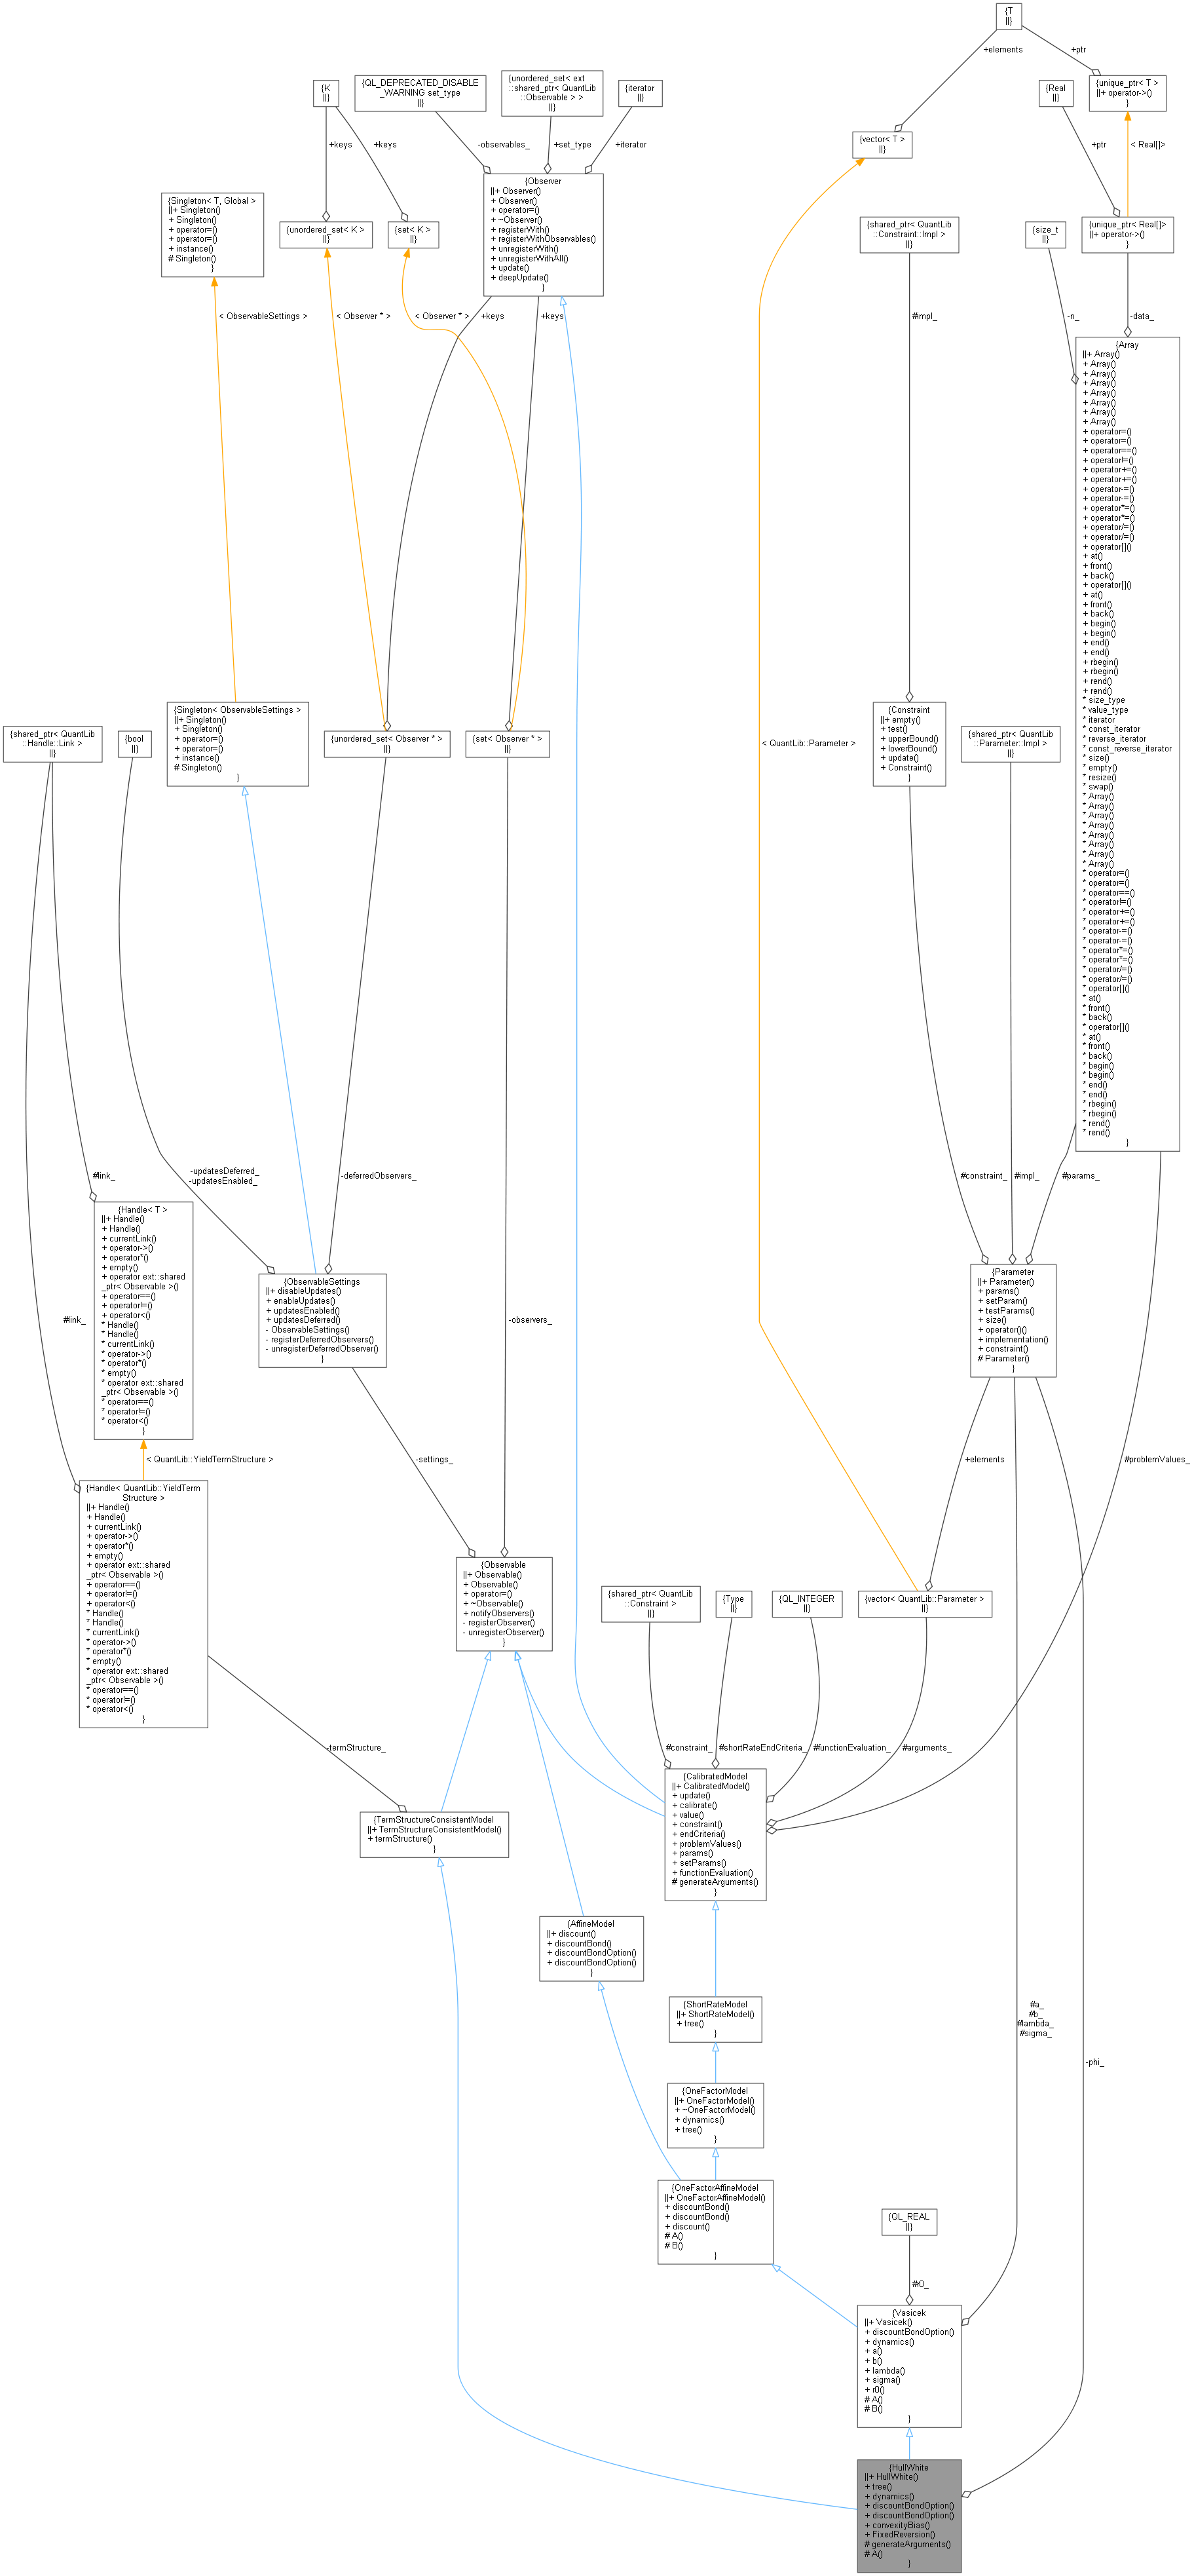 {T
||}
+elements
+ptr
{K
||}
{QL_DEPRECATED_DISABLE
_WARNING set_type
||}
{unordered_set< ext
::shared_ptr< QuantLib
::Observable > >
||}
{iterator
||}
{Real
||}
{unique_ptr< T >
||+ operator->()
}
+keys
+keys
-observables_
+set_type
+iterator
{vector< T >
||}
+ptr
< Real[]>
{Singleton< T, Global >
||+ Singleton()
+ Singleton()
+ operator=()
+ operator=()
+ instance()
# Singleton()
}
{unordered_set< K >
||}
{set< K >
||}
{Observer
||+ Observer()
+ Observer()
+ operator=()
+ ~Observer()
+ registerWith()
+ registerWithObservables()
+ unregisterWith()
+ unregisterWithAll()
+ update()
+ deepUpdate()
}
{shared_ptr< QuantLib
::Constraint::Impl >
||}
{size_t
||}
{unique_ptr< Real[]>
||+ operator->()
}
< ObservableSettings >
< Observer * >
< Observer * >
+keys
+keys
#impl_
-n_
-data_
{Array
||+ Array()
+ Array()
+ Array()
+ Array()
+ Array()
+ Array()
+ Array()
+ Array()
+ operator=()
+ operator=()
+ operator==()
+ operator!=()
+ operator+=()
+ operator+=()
+ operator-=()
+ operator-=()
+ operator*=()
+ operator*=()
+ operator/=()
+ operator/=()
+ operator[]()
+ at()
+ front()
+ back()
+ operator[]()
+ at()
+ front()
+ back()
+ begin()
+ begin()
+ end()
+ end()
+ rbegin()
+ rbegin()
+ rend()
+ rend()
* size_type
* value_type
* iterator
* const_iterator
* reverse_iterator
* const_reverse_iterator
* size()
* empty()
* resize()
* swap()
* Array()
* Array()
* Array()
* Array()
* Array()
* Array()
* Array()
* Array()
* operator=()
* operator=()
* operator==()
* operator!=()
* operator+=()
* operator+=()
* operator-=()
* operator-=()
* operator*=()
* operator*=()
* operator/=()
* operator/=()
* operator[]()
* at()
* front()
* back()
* operator[]()
* at()
* front()
* back()
* begin()
* begin()
* end()
* end()
* rbegin()
* rbegin()
* rend()
* rend()
}
{shared_ptr< QuantLib
::Handle::Link >
||}
{bool
||}
{Singleton< ObservableSettings >
||+ Singleton()
+ Singleton()
+ operator=()
+ operator=()
+ instance()
# Singleton()
}
{unordered_set< Observer * >
||}
{set< Observer * >
||}
< QuantLib::Parameter >
{Constraint
||+ empty()
+ test()
+ upperBound()
+ lowerBound()
+ update()
+ Constraint()
}
{shared_ptr< QuantLib
::Parameter::Impl >
||}
#link_
-updatesDeferred_
-updatesEnabled_
-deferredObservers_
#constraint_
#impl_
#params_
{Handle< T >
||+ Handle()
+ Handle()
+ currentLink()
+ operator->()
+ operator*()
+ empty()
+ operator ext::shared
_ptr< Observable >()
+ operator==()
+ operator!=()
+ operator<()
* Handle()
* Handle()
* currentLink()
* operator->()
* operator*()
* empty()
* operator ext::shared
_ptr< Observable >()
* operator==()
* operator!=()
* operator<()
}
#link_
{ObservableSettings
||+ disableUpdates()
+ enableUpdates()
+ updatesEnabled()
+ updatesDeferred()
- ObservableSettings()
- registerDeferredObservers()
- unregisterDeferredObserver()
}
-observers_
{Parameter
||+ Parameter()
+ params()
+ setParam()
+ testParams()
+ size()
+ operator()()
+ implementation()
+ constraint()
# Parameter()
}
< QuantLib::YieldTermStructure >
-settings_
+elements
#problemValues_
{Handle< QuantLib::YieldTerm
Structure >
||+ Handle()
+ Handle()
+ currentLink()
+ operator->()
+ operator*()
+ empty()
+ operator ext::shared
_ptr< Observable >()
+ operator==()
+ operator!=()
+ operator<()
* Handle()
* Handle()
* currentLink()
* operator->()
* operator*()
* empty()
* operator ext::shared
_ptr< Observable >()
* operator==()
* operator!=()
* operator<()
}
{Observable
||+ Observable()
+ Observable()
+ operator=()
+ ~Observable()
+ notifyObservers()
- registerObserver()
- unregisterObserver()
}
{shared_ptr< QuantLib
::Constraint >
||}
{Type
||}
{QL_INTEGER
||}
{vector< QuantLib::Parameter >
||}
-termStructure_
#constraint_
#shortRateEndCriteria_
#functionEvaluation_
#arguments_
{TermStructureConsistentModel
||+ TermStructureConsistentModel()
+ termStructure()
}
{CalibratedModel
||+ CalibratedModel()
+ update()
+ calibrate()
+ value()
+ constraint()
+ endCriteria()
+ problemValues()
+ params()
+ setParams()
+ functionEvaluation()
# generateArguments()
}
{AffineModel
||+ discount()
+ discountBond()
+ discountBondOption()
+ discountBondOption()
}
{ShortRateModel
||+ ShortRateModel()
+ tree()
}
#a_
#b_
#lambda_
#sigma_
-phi_
{OneFactorModel
||+ OneFactorModel()
+ ~OneFactorModel()
+ dynamics()
+ tree()
}
{OneFactorAffineModel
||+ OneFactorAffineModel()
+ discountBond()
+ discountBond()
+ discount()
# A()
# B()
}
{QL_REAL
||}
#r0_
{Vasicek
||+ Vasicek()
+ discountBondOption()
+ dynamics()
+ a()
+ b()
+ lambda()
+ sigma()
+ r0()
# A()
# B()
}
{HullWhite
||+ HullWhite()
+ tree()
+ dynamics()
+ discountBondOption()
+ discountBondOption()
+ convexityBias()
+ FixedReversion()
# generateArguments()
# A()
}